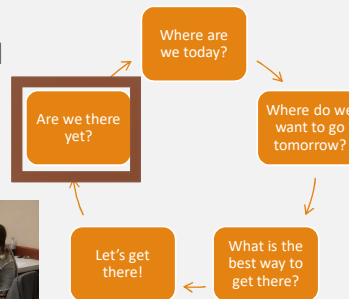 Where are
we today?
Where do we
want to go
tomorrow?
What is the
best way to
get there?
Let's get
there!
Are we there
yet?